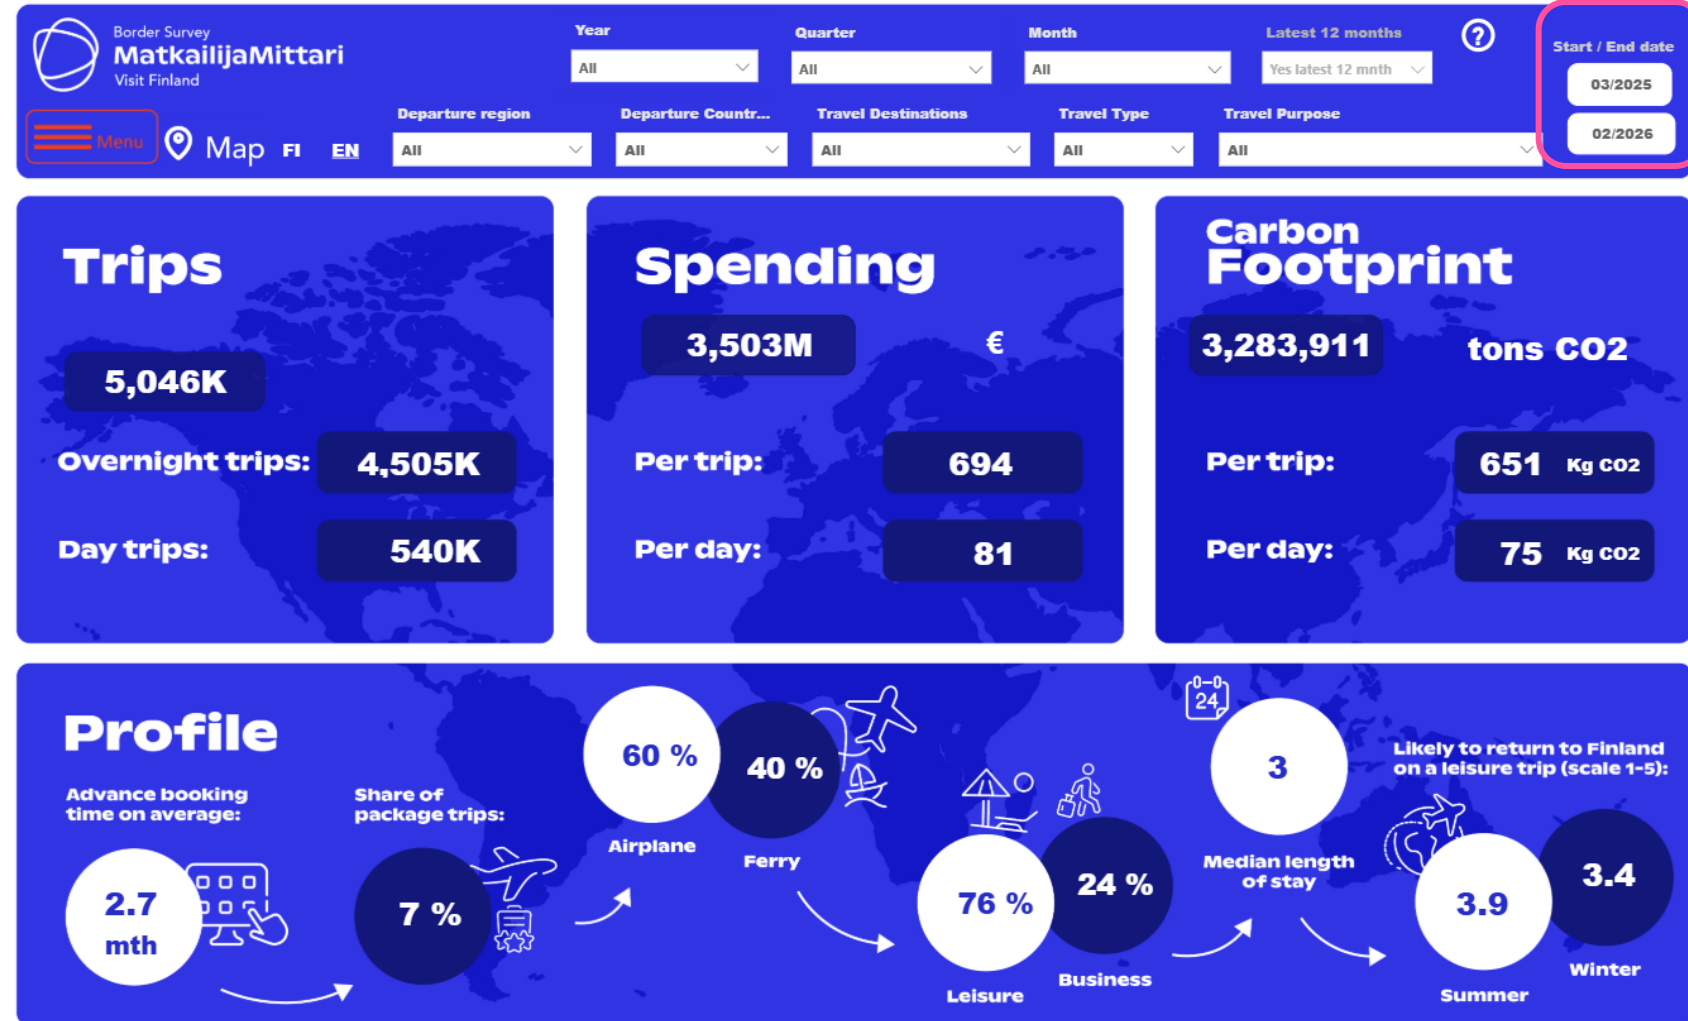 Border Survey
MatkailijaMittari
Visit Finland
Year
All
Quarter
All
Month
All
Latest 12 months
Yes latest 12 mnth
?
Start / End date
03/2025
02/2026
Menu
Map
FI
EN
Departure region
All
Departure Countr...
All
Travel Destinations
All
Travel Type
All
Travel Purpose
All
Trips
5,046K
Overnight trips: 4,505K
Day trips: 540K
Spending
3,503M €
Per trip: 694
Per day: 81
Carbon
Footprint
3,283,911 tons CO2
Per trip: 651 Kg CO2
Per day: 75 Kg CO2
Profile
Advance booking
time on average:
2.7
mth
Share of
package trips:
7 %
60 %
Airplane
40 %
Ferry
76 %
Leisure
24 %
Business
24
3
Median length
of stay
Likely to return to Finland
on a leisure trip (scale 1-5):
3.9
Summer
3.4
Winter